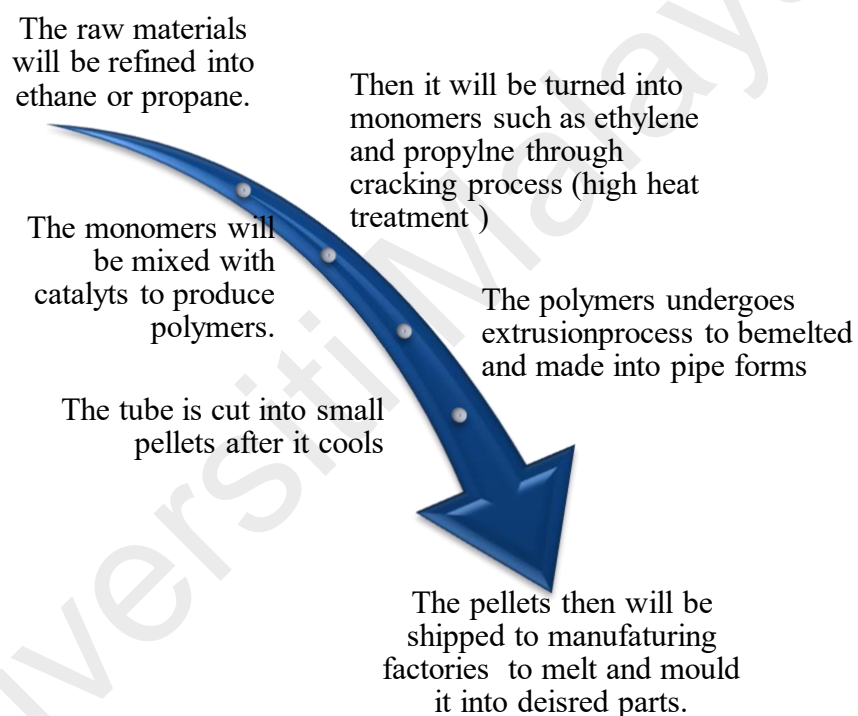 The raw materials
will be refined into
ethane or propane.
Then it will be turned into
monomers such as ethylene
and propylne through
cracking process (high heat
treatment )
The monomers will
be mixed with
catalyts to produce
polymers.
The polymers undergoes
extrusionprocess to bemelted
and made into pipe forms
The tube is cut into small
pellets after it cools
The pellets then will be
shipped to manufaturing
factories to melt and mould
it into deisred parts.
versiti Malay